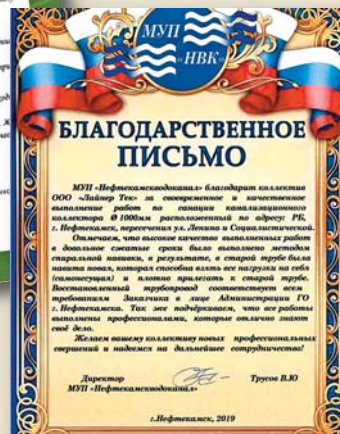 МУП
«НВК»
БЛАГОДАРСТВЕННОЕ
ПИСЬМО
МУП «Нефтекамскводоканал» благодарит коллектив
ООО «Лайнер Тек» за своевременное и качественное
выполнение работ по санации канализационного
коллектора Ø 1000мм расположенный по адресу: РБ,
г. Нефтекамск, пересечения ул. Ленина и Социалистической.
Отмечаем, что высокое качество выполненных работ
в довольное сжатые сроки было выполнено методом
спиральной навивки, в результате, в старой трубе была
навита новая, которая способна взять все нагрузки на себя
(самонесущая) и плотно прилегать к старой трубе.
Восстановленный трубопровод соответствует всем
требованиям Заказчика в лице Администрации ГО
г. Нефтекамска. Так же подчёркиваем, что все работы
выполнены профессионалами, которые отлично знают
своё дело.
Желаем вашему коллективу новых профессиональных
свершений и надеемся на дальнейшее сотрудничество!
Директор Трусов В.Ю
МУП «Нефтекамскводоканал»
г.Нефтекамск, 2019